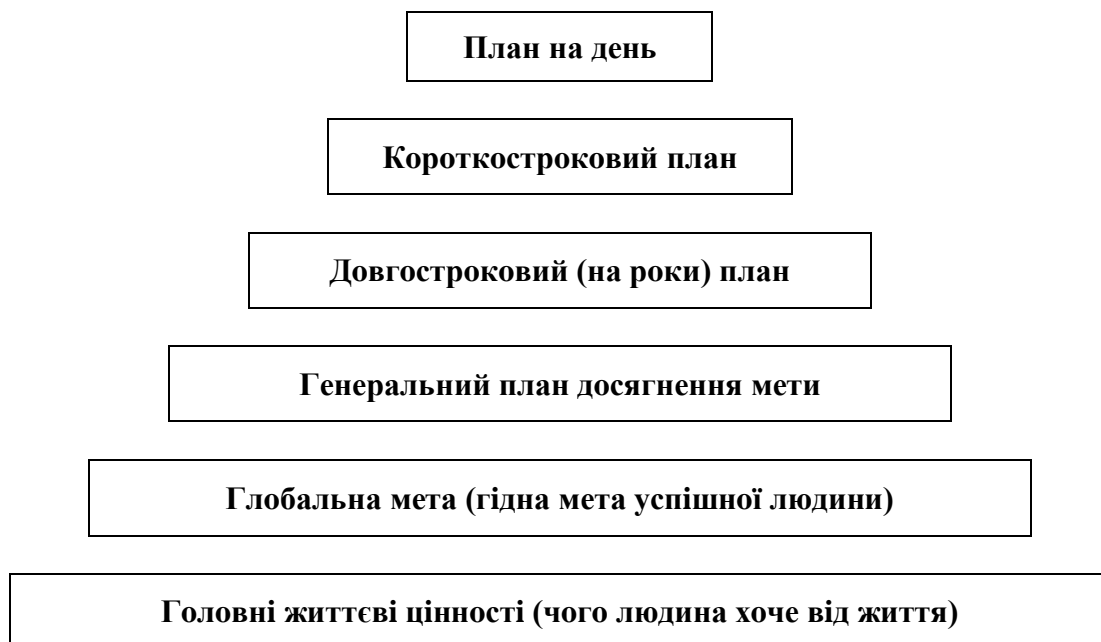 План на день
Короткостроковий план
Довгостроковий (на роки) план
Генеральний план досягнення мети
Глобальна мета (гідна мета успішної людини)
Головні життєві цінності (чого людина хоче від життя)